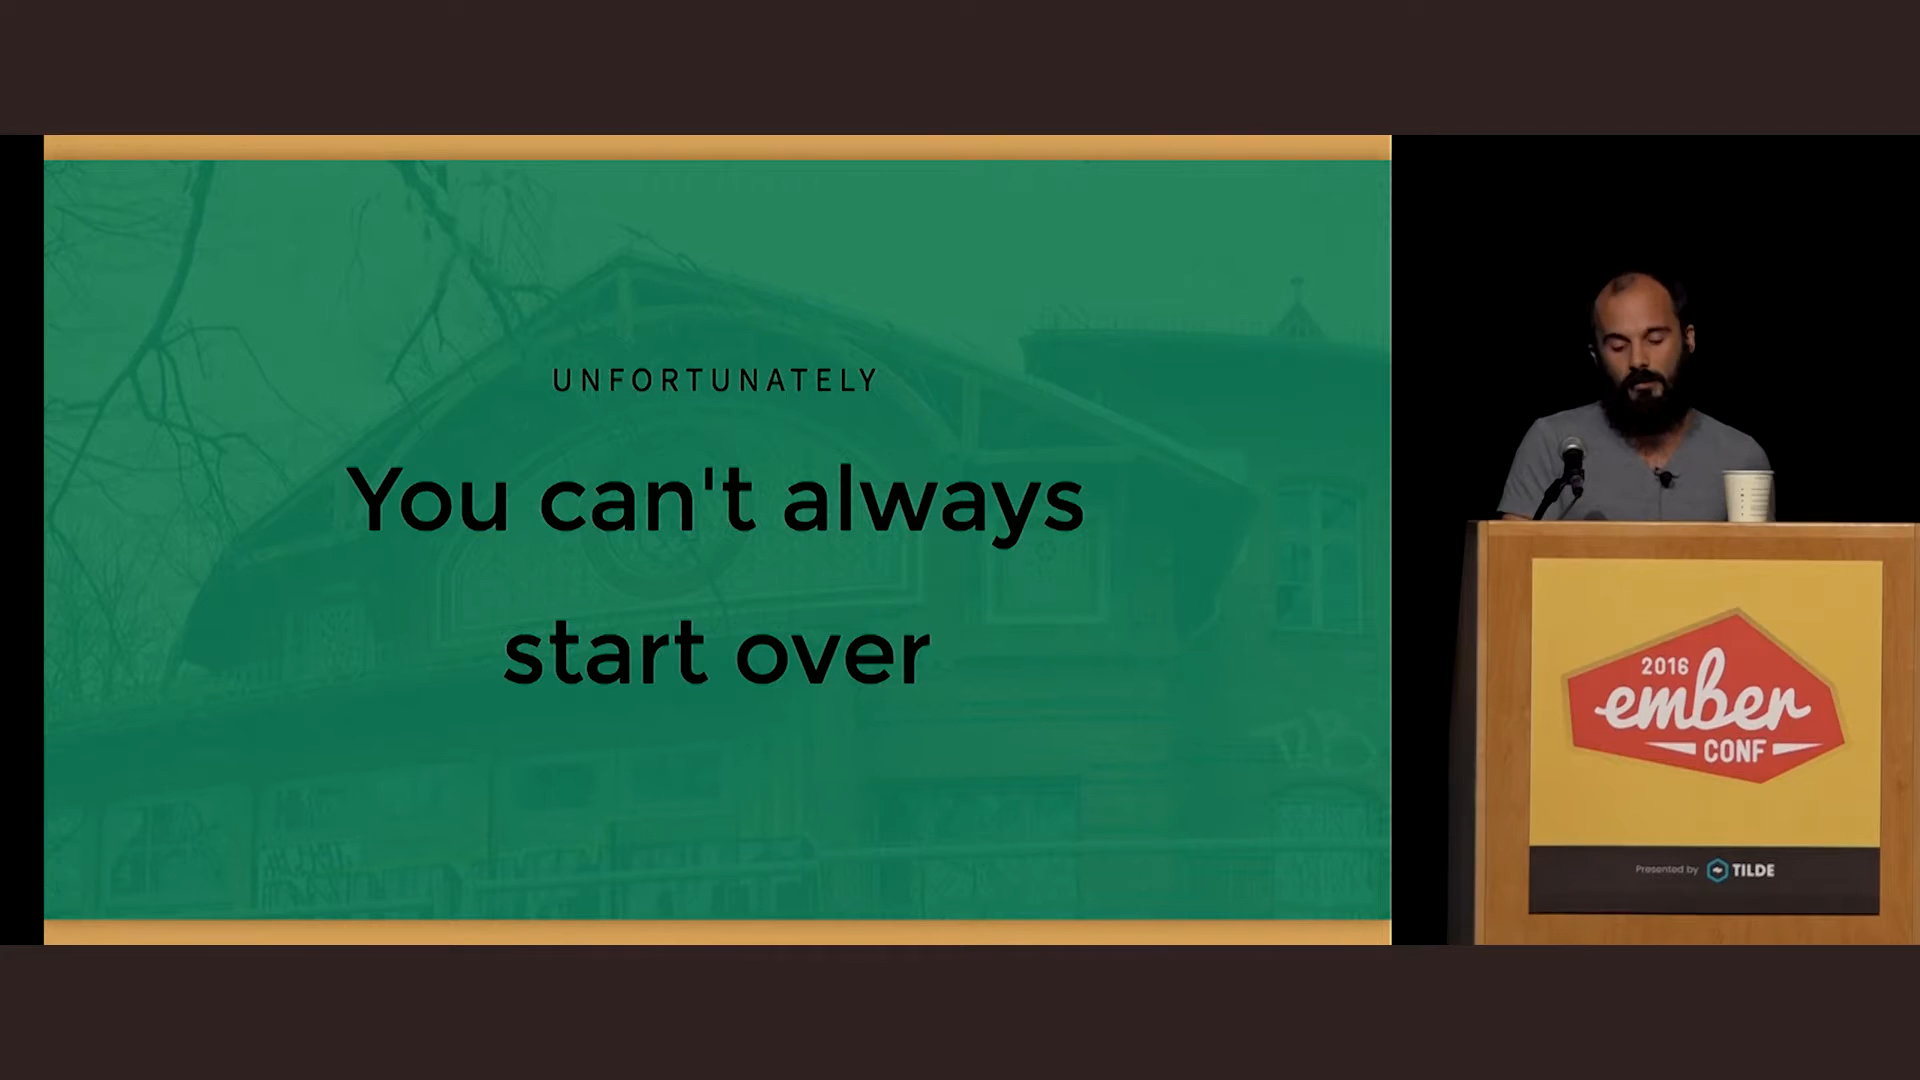 UNFORTUNATELY
You can't always
start over
2016
ember
CONF
Presented by TILDE